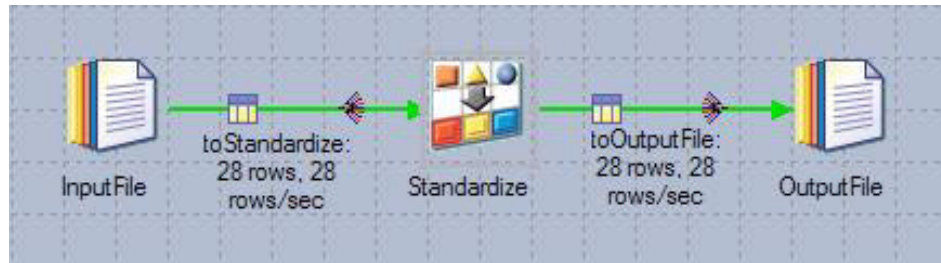 InputFile
toStandardize:
28 rows, 28
rows/sec
Standardize
toOutputFile:
28 rows, 28
rows/sec
OutputFile